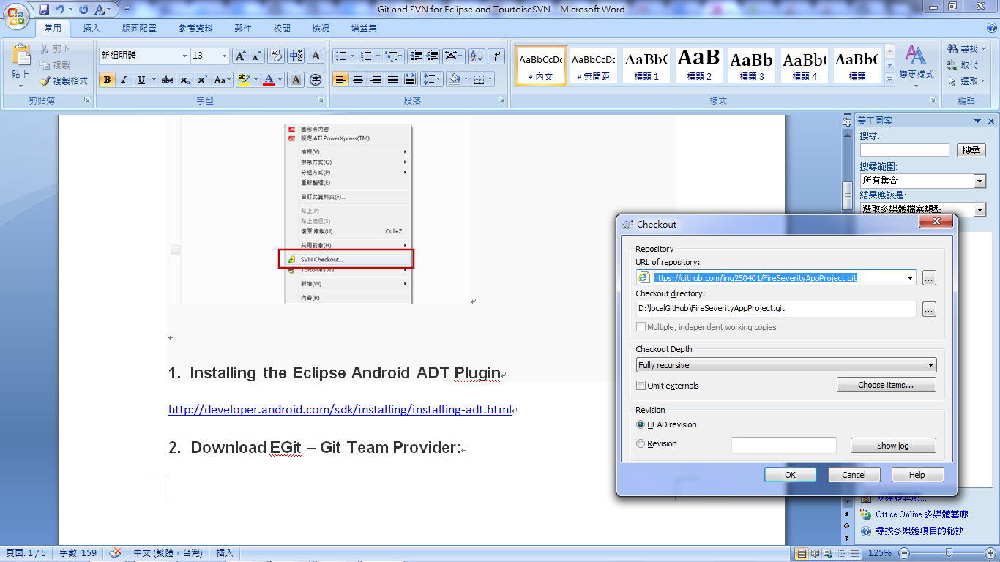 Git and SVN for Eclipse and TourtoiseSVN - Microsoft Word
常用 插入 版面配置 參考資料 郵件 校閱 檢視 增益集
貼上
剪下
複製
複製格式
剪貼簿
新細明體 13
B I U abc X₂ X² Aa
字型
段落
AaBbCcDc AaBbCcDc AaBbC AaB AaBb AaBbC AaBbC
內文 無間距 標題 1 標題 2 標題 3 標題 4 標題
變更樣式
樣式
尋找
取代
選取
編輯
圖形卡內容
設定 ATI PowerXpress(TM)
檢視(V)
排序方式(O)
分組方式(P)
重新整理(E)
自訂此資料夾(F)...
貼上(P)
貼上捷徑(S)
復原 複製(U) Ctrl+Z
共用對象(H)
SVN Checkout...
TortoiseSVN
新增(W)
內容(R)
1. Installing the Eclipse Android ADT Plugin
http://developer.android.com/sdk/installing/installing-adt.html
2. Download EGit – Git Team Provider:
美工圖案
搜尋:
搜尋
搜尋範圍:
所有集合
結果應該是:
選取多媒體檔案類型
Checkout
Repository
URL of repository:
https://github.com/ling250401/FireSeverityAppProject.git
...
Checkout directory:
D:\localGitHub\FireSeverityAppProject.git
...
Multiple, independent working copies
Checkout Depth
Fully recursive
Omit externals
Choose items...
Revision
HEAD revision
Revision
Show log
OK Cancel Help
多媒體藝廊...
Office Online 多媒體藝廊
尋找多媒體項目的秘訣
頁面: 1 / 5 字數: 159 中文 (繁體，台灣) 插入 125%